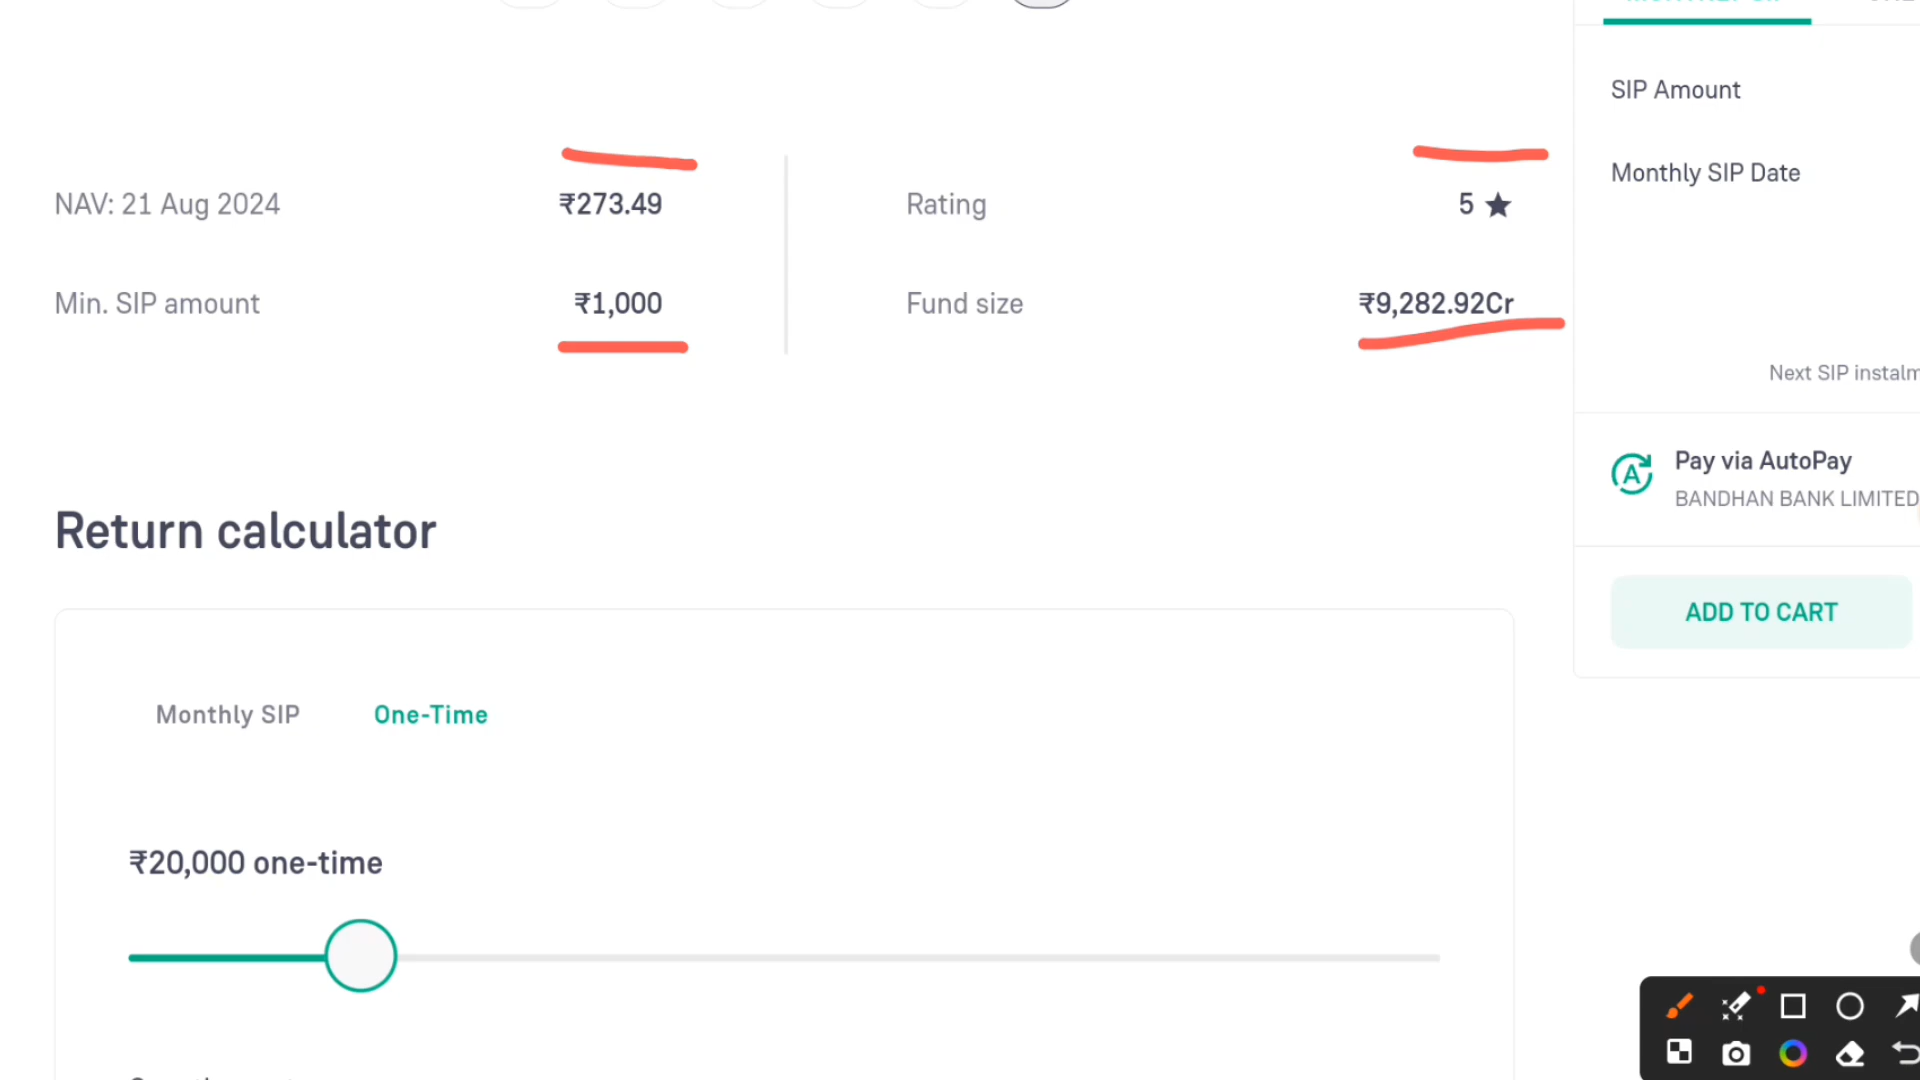 SIP Amount
Monthly SIP Date
NAV: 21 Aug 2024 ₹273.49 Rating 5 ★
Min. SIP amount ₹1,000 Fund size ₹9,282.92Cr
Next SIP
Pay via AutoPay
BANDHAN BANK LIMITED
Return calculator
ADD TO CART
Monthly SIP One-Time
₹20,000 one-time